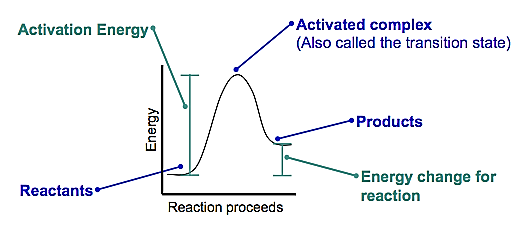 Activation Energy
Activated complex
(Also called the transition state)
Energy
Products
Reactants
Energy change for
reaction
Reaction proceeds